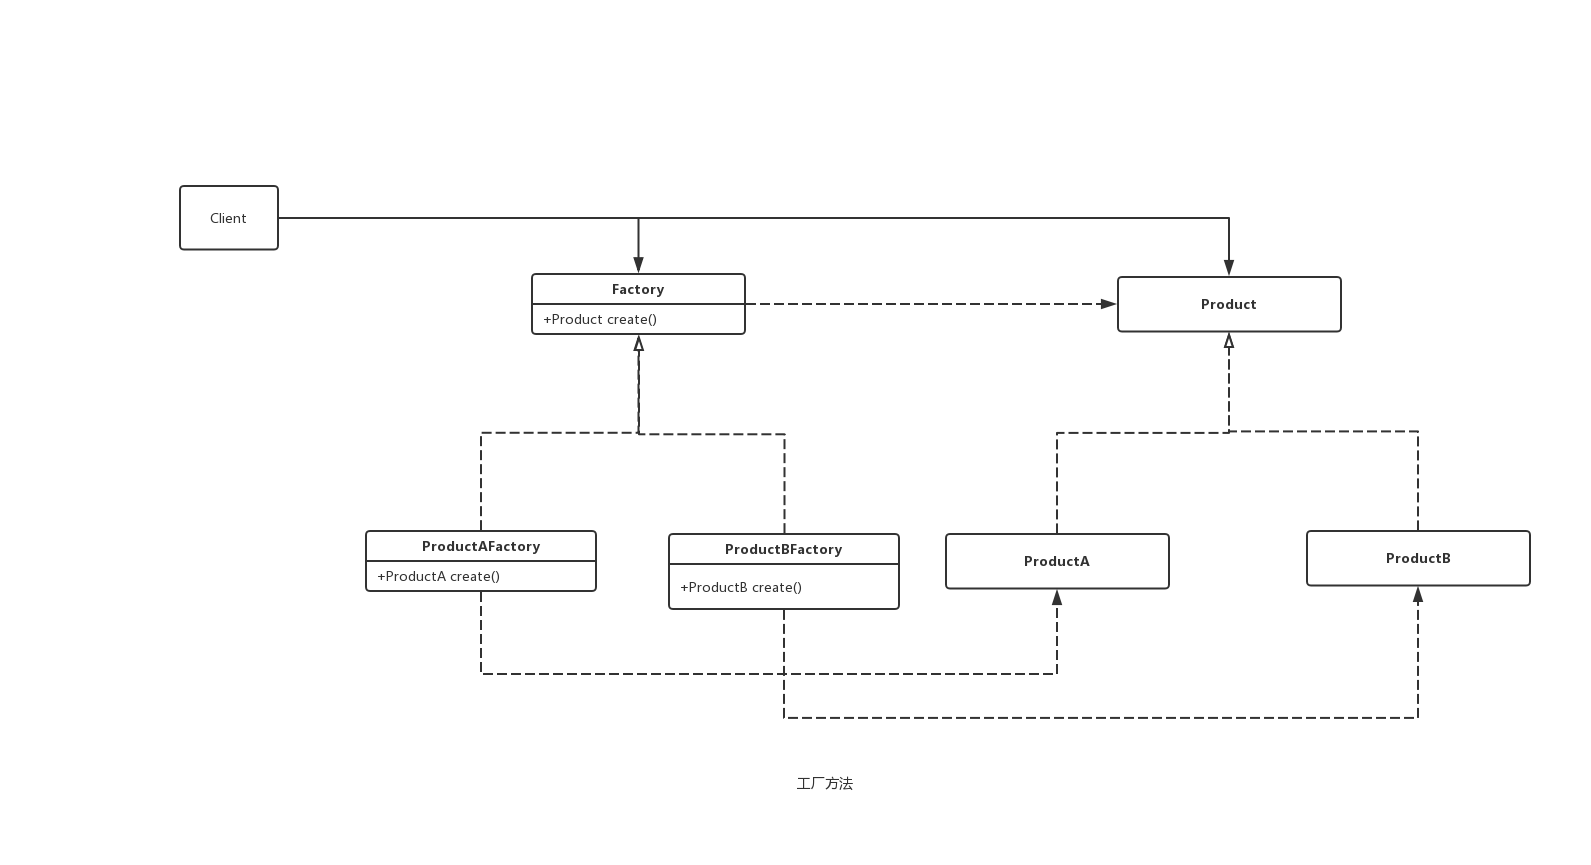 Client
Factory
+Product create()
Product
ProductAFactory
+ProductA create()
ProductBFactory
+ProductB create()
ProductA
ProductB
工厂方法